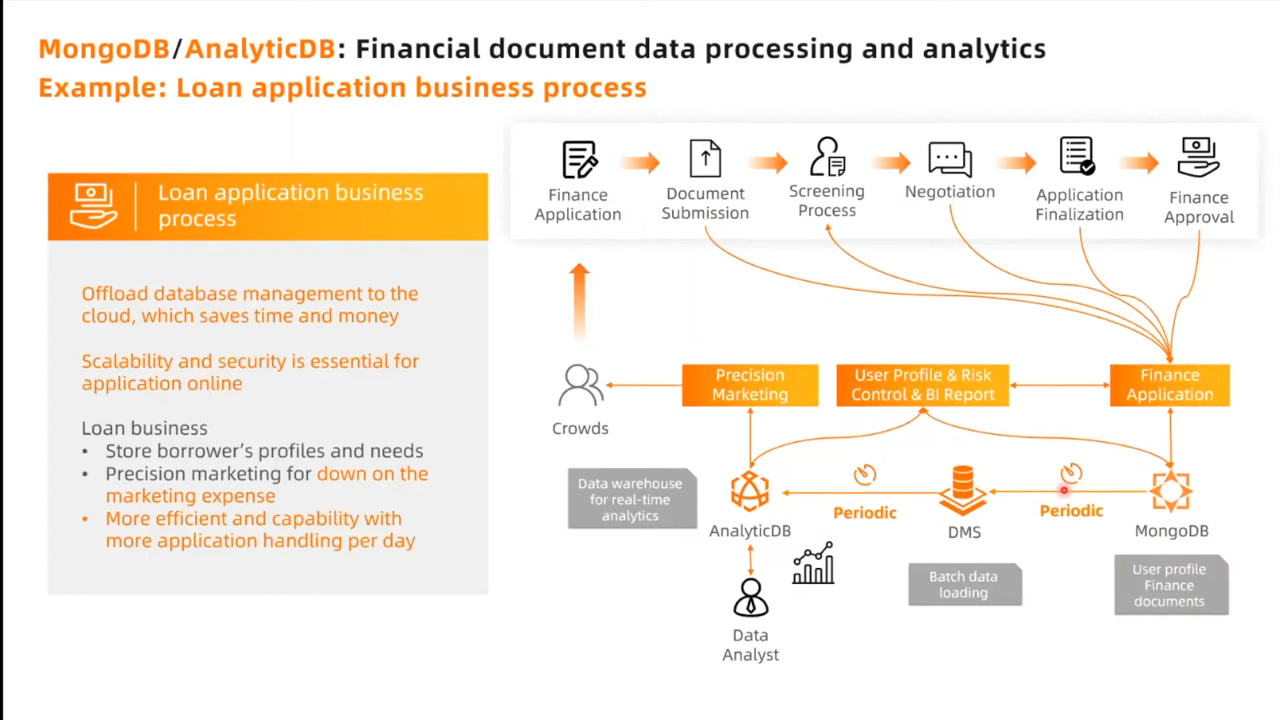 MongoDB/AnalyticDB: Financial document data processing and analytics
Example: Loan application business process
Loan application business
process
Offload database management to the
cloud, which saves time and money
Scalability and security is essential for
application online
Loan business
• Store borrower's profiles and needs
• Precision marketing for down on the
marketing expense
• More efficient and capability with
more application handling per day
Finance
Application
Document
Submission
Screening
Process
Negotiation
Application
Finalization
Finance
Approval
Crowds
Precision
Marketing
User Profile & Risk
Control & BI Report
Finance
Application
Data warehouse
for real-time
analytics
AnalyticDB
Periodic
DMS
Periodic
MongoDB
Batch data
loading
User profile
Finance
documents
Data
Analyst